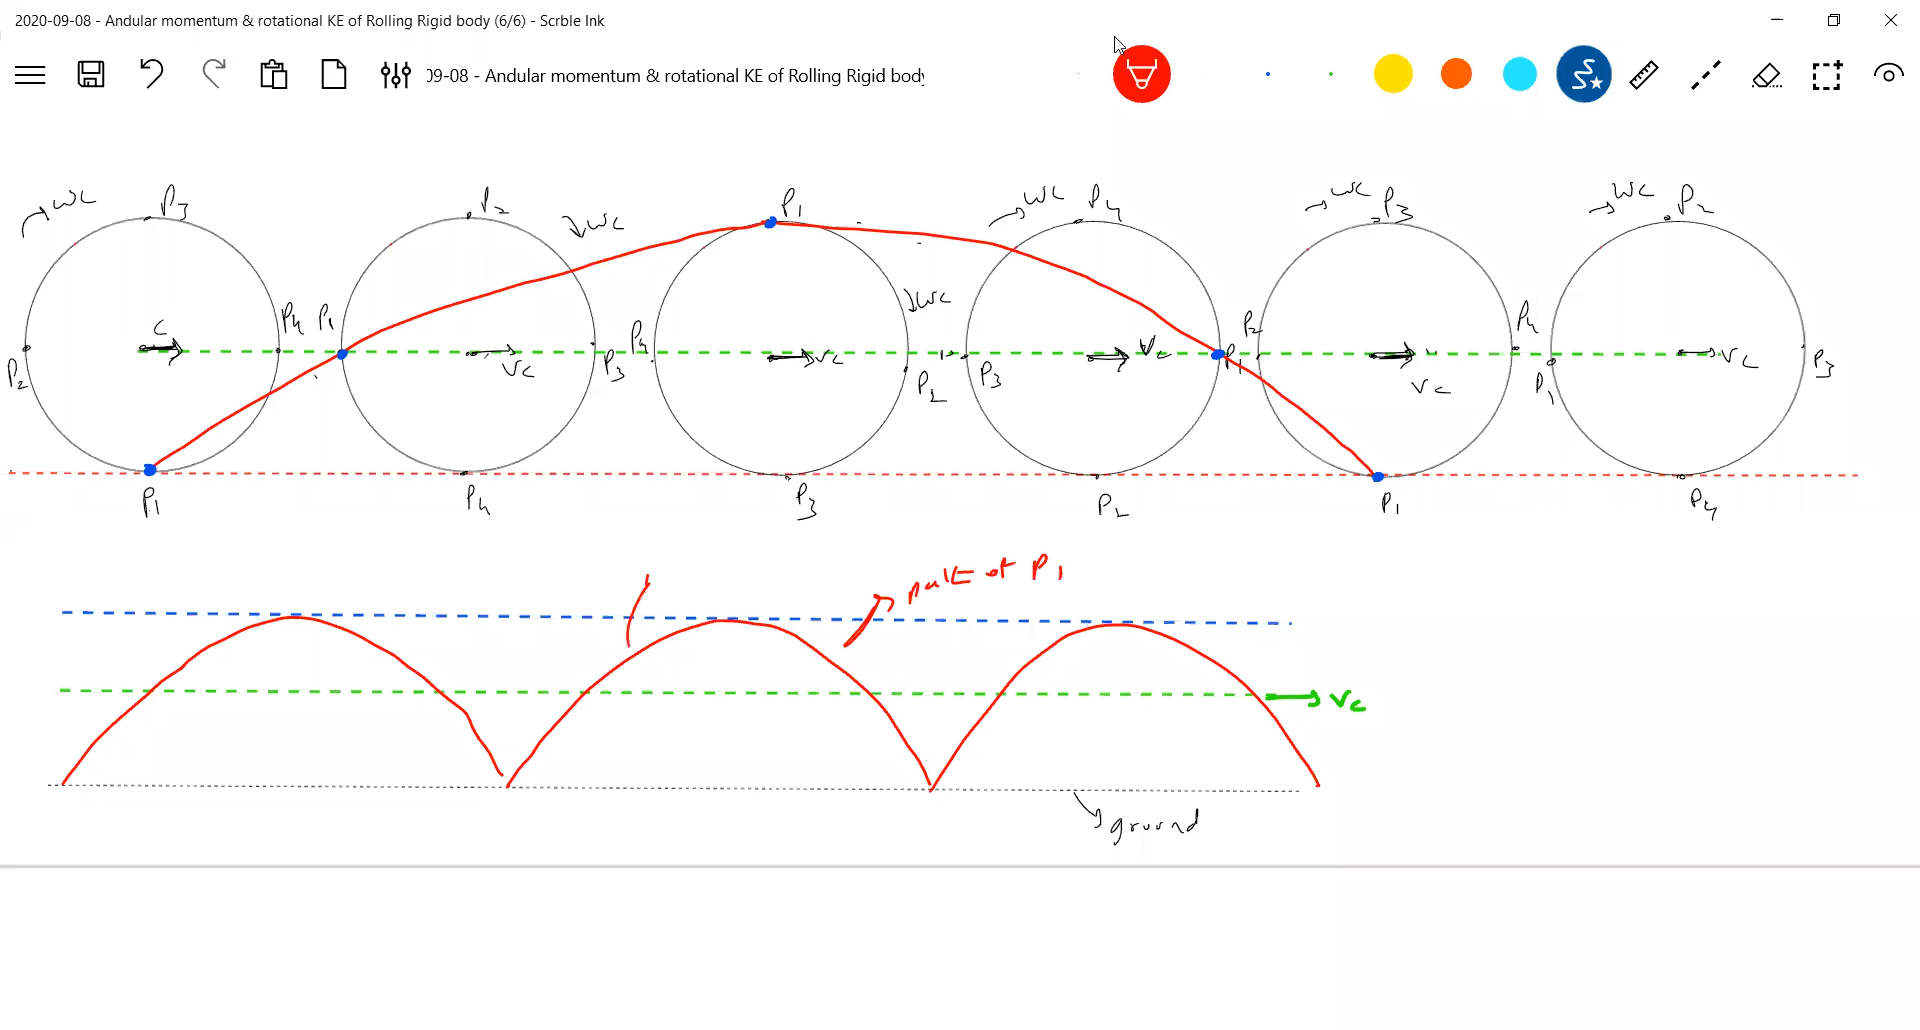 2020-09-08 - Andular momentum & rotational KE of Rolling Rigid body (6/6) - Scrble Ink
09-08 - Andular momentum & rotational KE of Rolling Rigid body
ωc P3 P2 ωc P1 ωc P4 ωc P3 ωc P2
ωc
C P4 P1 P4 P2 P4
P2 vc P3 vc P2 P3 vc P1 vc P1 vc P3
P1 P4 P3 P2 P1 P4
path of P1
vc
ground